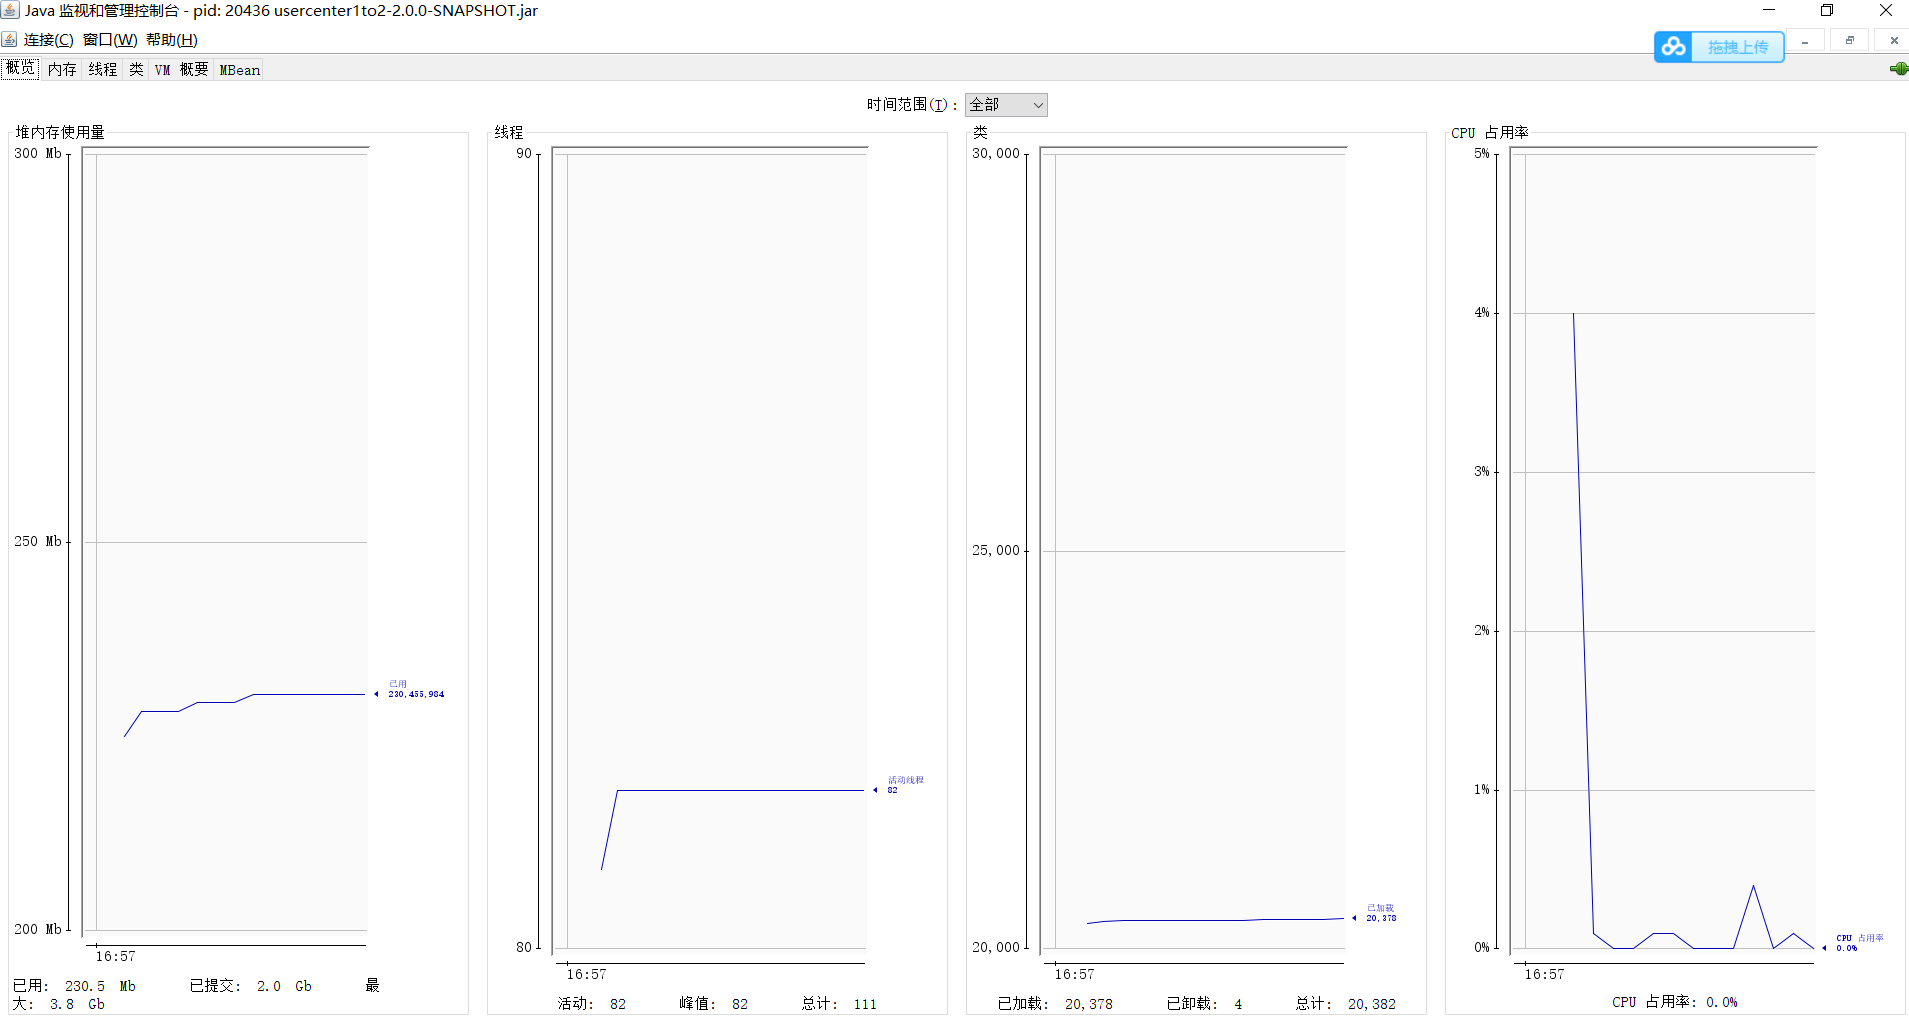 Java 监视和管理控制台 - pid: 20436 usercenter1to2-2.0.0-SNAPSHOT.jar
连接(C) 窗口(W) 帮助(H)
拖拽上传
概览 内存 线程 类 VM 概要 MBean
时间范围(T): 全部
堆内存使用量
300 Mb
250 Mb
200 Mb
16:57
已用
230,455,984
已用: 230.5 Mb 已提交: 2.0 Gb 最
大: 3.8 Gb
线程
90
80
16:57
活动线程
82
活动: 82 峰值: 82 总计: 111
类
30,000
25,000
20,000
16:57
已加载
20,378
已加载: 20,378 已卸载: 4 总计: 20,382
CPU 占用率
5%
4%
3%
2%
1%
0%
16:57
CPU 占用率
0.0%
CPU 占用率: 0.0%